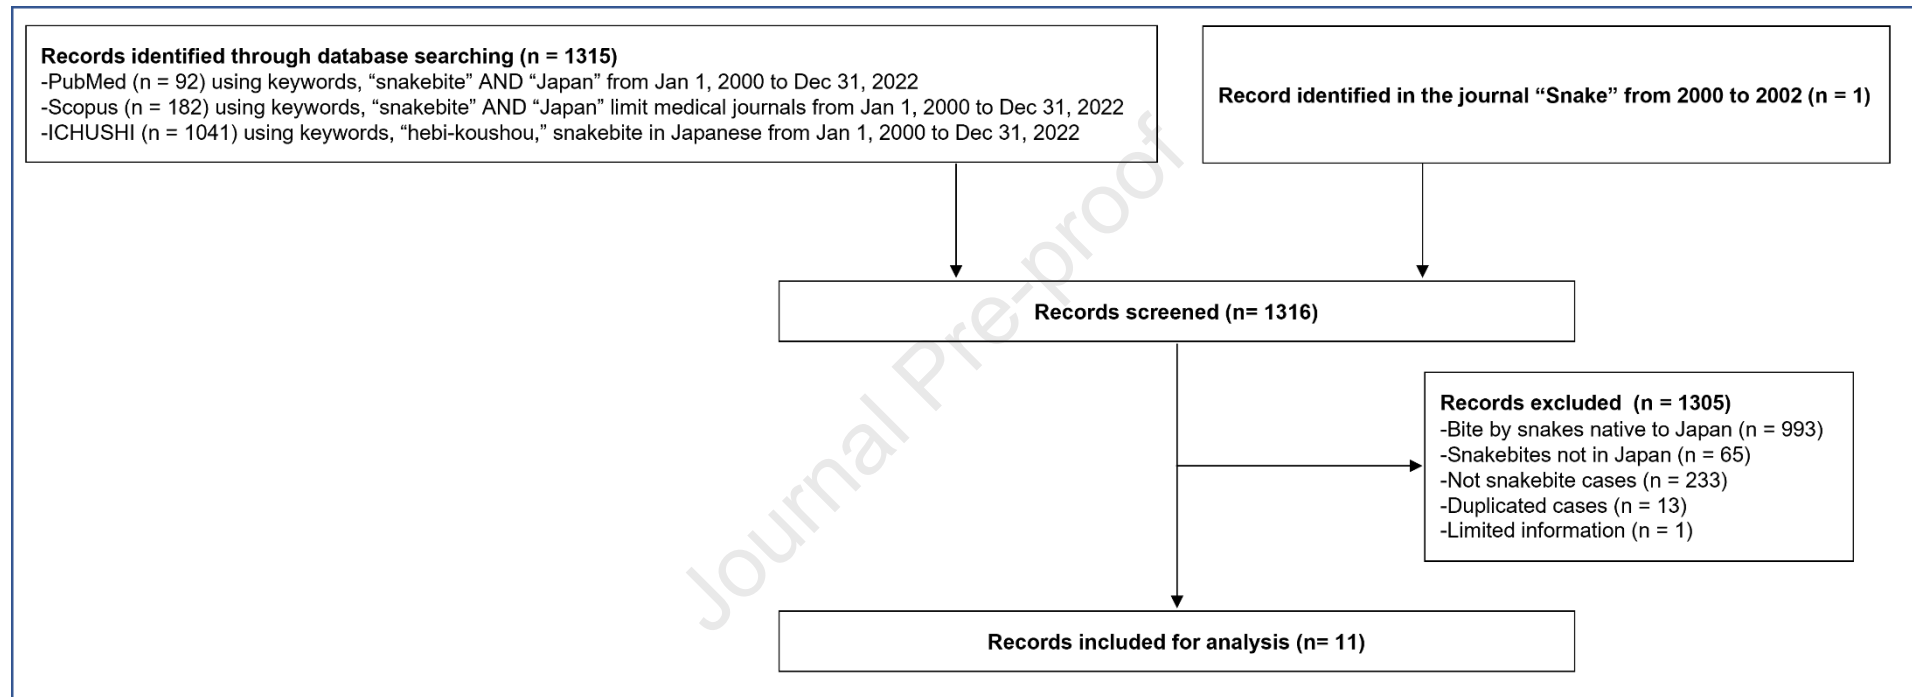 Records identified through database searching (n = 1315)
-PubMed (n = 92) using keywords, “snakebite” AND “Japan” from Jan 1, 2000 to Dec 31, 2022
-Scopus (n = 182) using keywords, “snakebite” AND “Japan” limit medical journals from Jan 1, 2000 to Dec 31, 2022
-ICHUSHI (n = 1041) using keywords, “hebi-koushou,” snakebite in Japanese from Jan 1, 2000 to Dec 31, 2022
Record identified in the journal “Snake” from 2000 to 2002 (n = 1)
Records screened (n= 1316)
Records excluded  (n = 1305)
-Bite by snakes native to Japan (n = 993)
-Snakebites not in Japan (n = 65)
-Not snakebite cases (n = 233)
-Duplicated cases (n = 13)
-Limited information (n = 1)
Records included for analysis (n= 11)
Journal Pre-proof